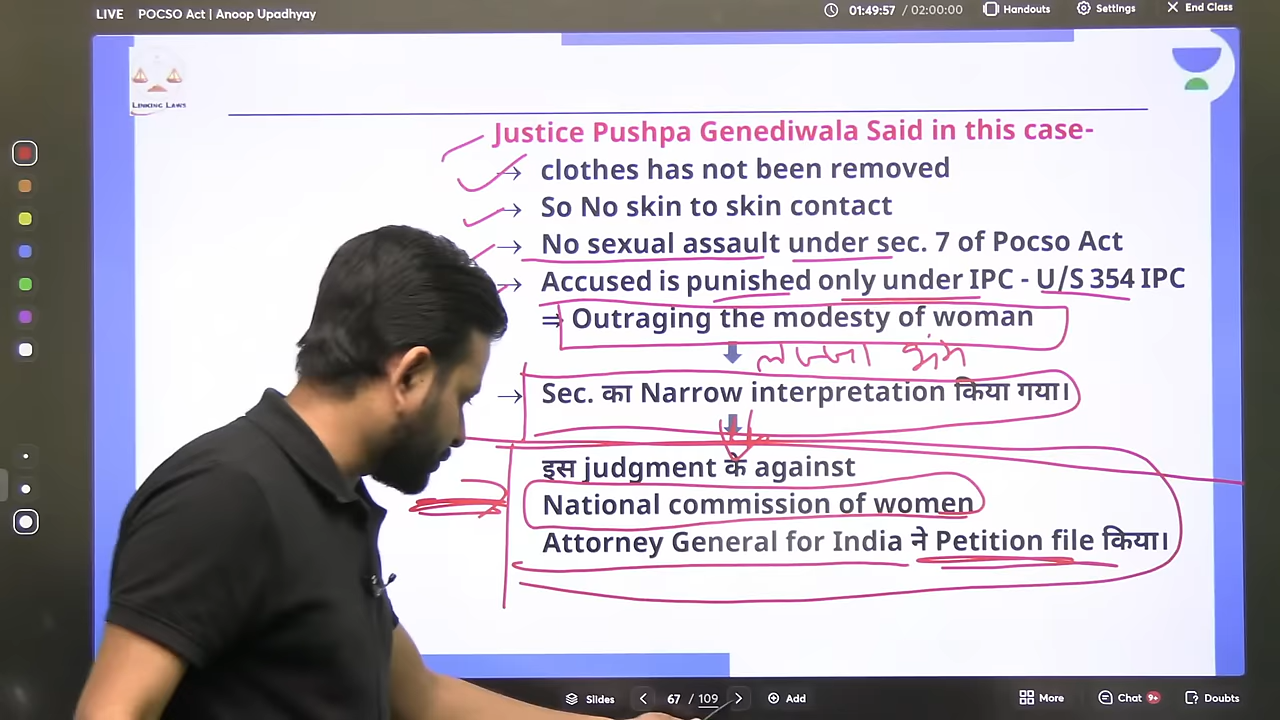 LIVE POCSO Act | Anoop Upadhyay 01:49:57 / 02:00:00 Handouts Settings End Class
LINKING LAWS
Justice Pushpa Genediwala Said in this case-
→ clothes has not been removed
→ So No skin to skin contact
→ No sexual assault under sec. 7 of Pocso Act
→ Accused is punished only under IPC - U/S 354 IPC
⇒ Outraging the modesty of woman
लज्जा भंग
→ Sec. का Narrow interpretation किया गया।
इस judgment के against
National commission of women
Attorney General for India ने Petition file किया।
Slides 67 / 109 Add More Chat 9+ Doubts